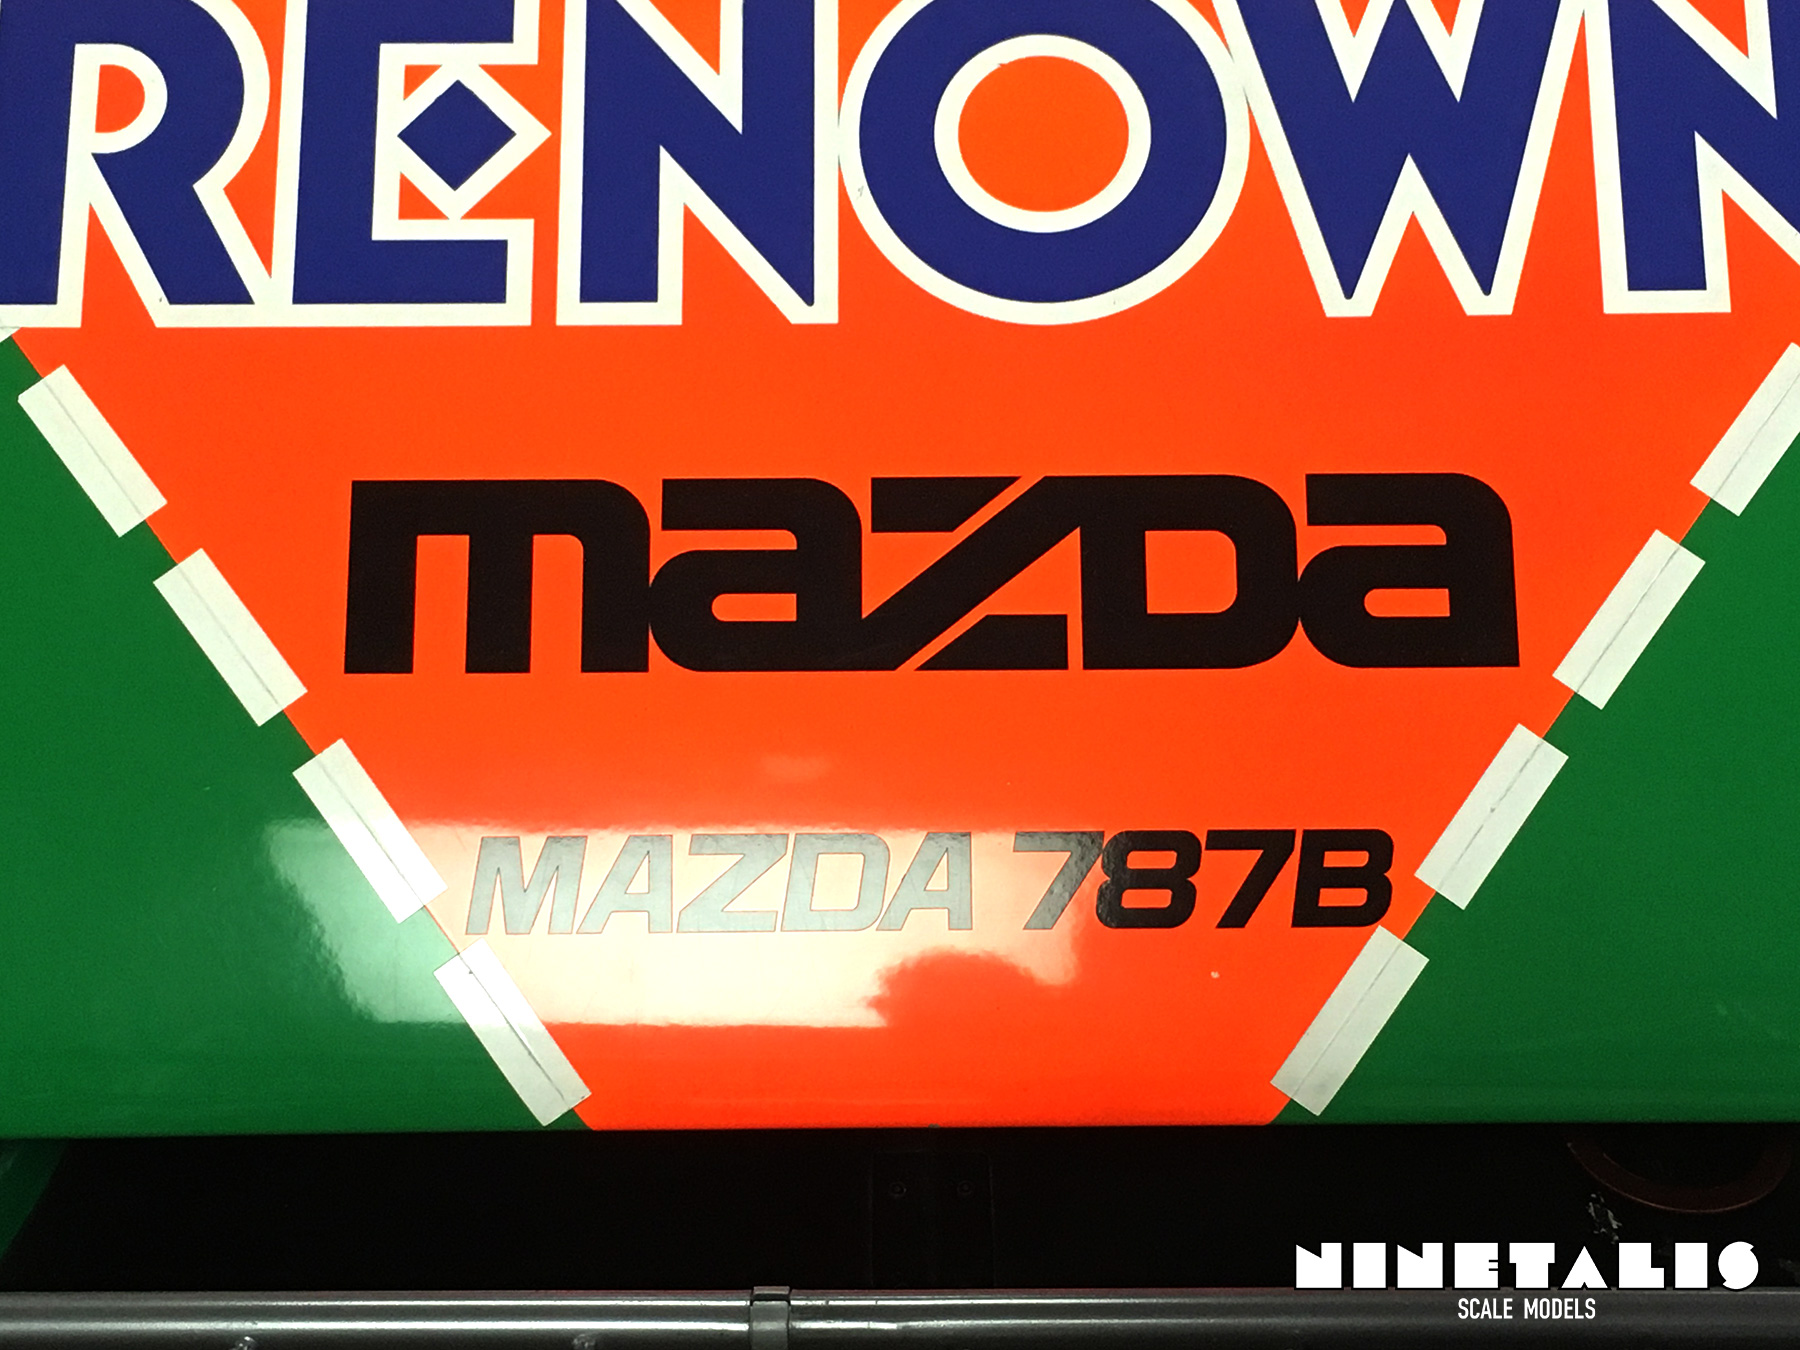 RENOWN
mazda
MAZDA 787B
NINETALIS
SCALE MODELS